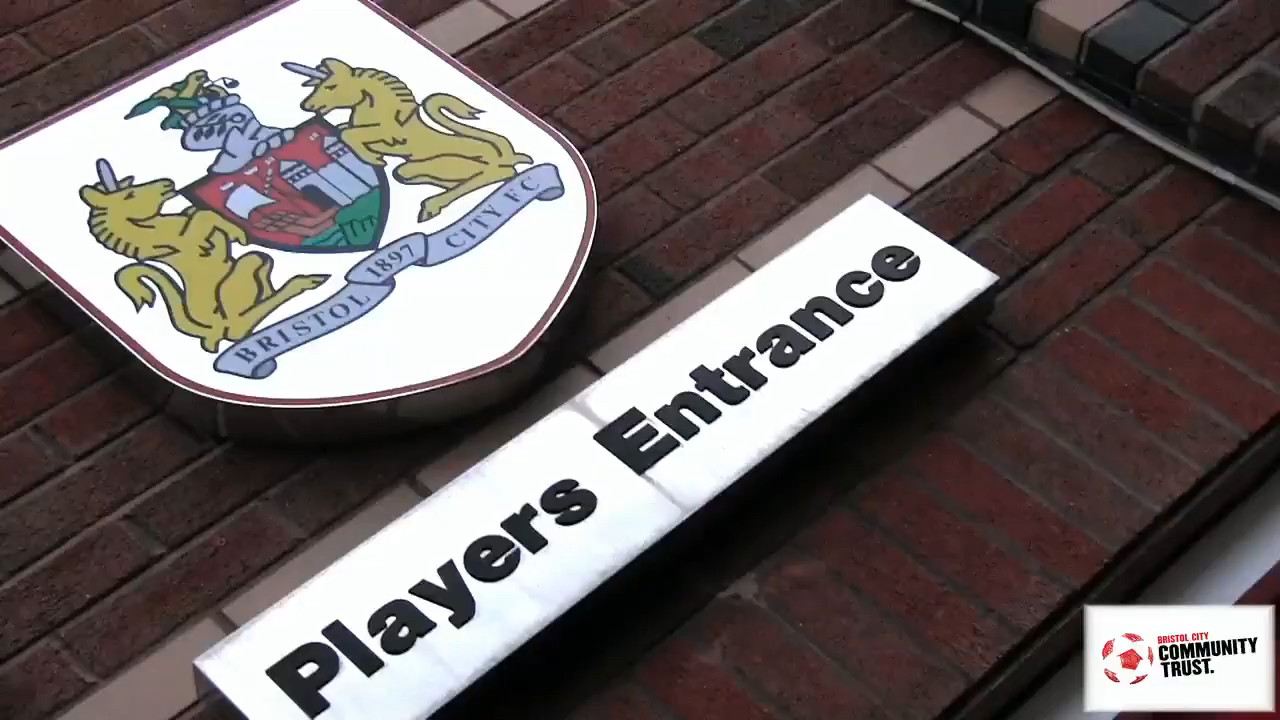 BRISTOL 1897 CITY FC
Players Entrance
BRISTOL CITY
COMMUNITY
TRUST.